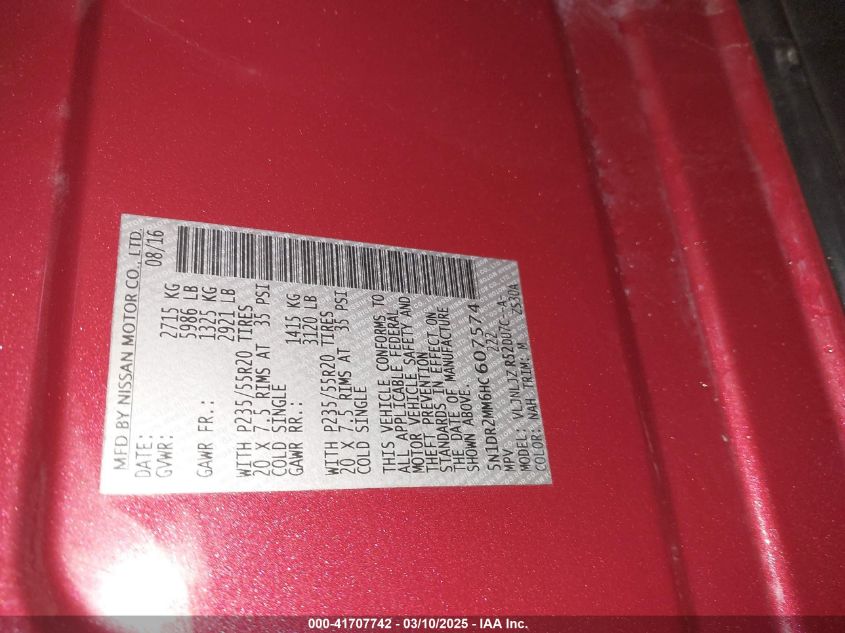 MFD BY NISSAN MOTOR CO., LTD.
DATE: 08/16
GVWR: 2715 KG
5986 LB
GAWR FR.: 1325 KG
2921 LB
WITH P235/55R20 TIRES
20 X 7.5 RIMS AT 35 PSI
COLD SINGLE
GAWR RR.: 1415 KG
3120 LB
WITH P235/55R20 TIRES
20 X 7.5 RIMS AT 35 PSI
COLD SINGLE
THIS VEHICLE CONFORMS TO
ALL APPLICABLE FEDERAL
MOTOR VEHICLE SAFETY AND
THEFT PREVENTION
STANDARDS IN EFFECT ON
THE DATE OF MANUFACTURE
SHOWN ABOVE.
5N1DR2MM6HC607574
MPV 222
MODEL:
COLOR: NAH TRIM: M 2530A
000-41707742 - 03/10/2025 - IAA Inc.